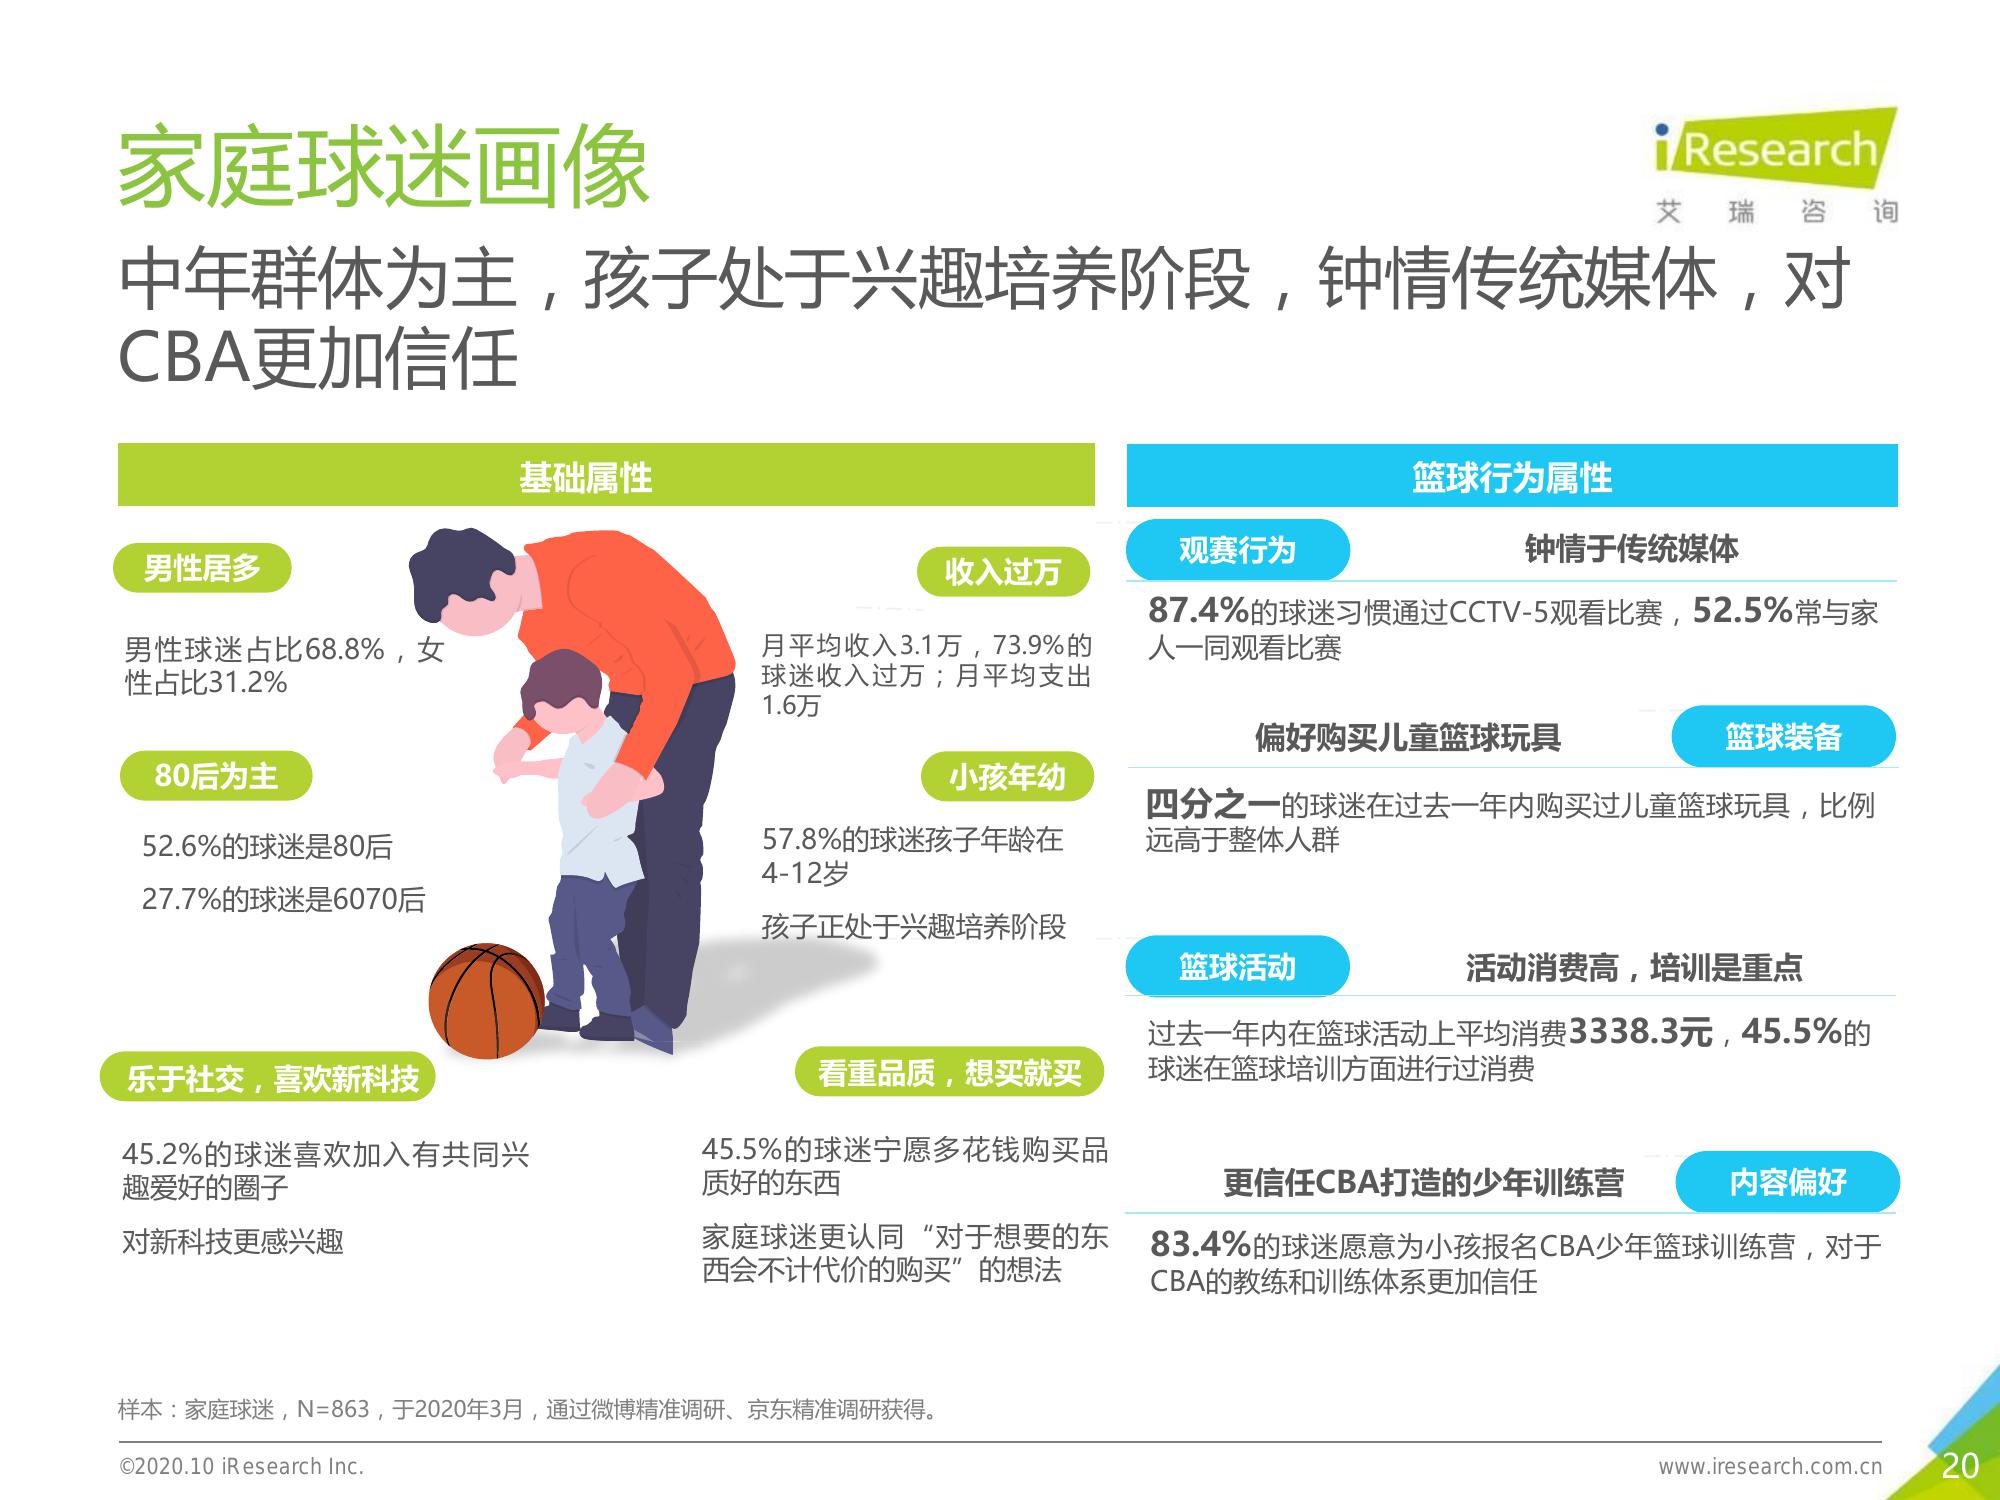 家庭球迷画像
iResearch
艾瑞咨询
中年群体为主，孩子处于兴趣培养阶段，钟情传统媒体，对
CBA更加信任
基础属性
男性居多
男性球迷占比68.8%，女
性占比31.2%
收入过万
月平均收入3.1万，73.9%的
球迷收入过万；月平均支出
1.6万
80后为主
52.6%的球迷是80后
27.7%的球迷是6070后
小孩年幼
57.8%的球迷孩子年龄在
4-12岁
孩子正处于兴趣培养阶段
乐于社交，喜欢新科技
45.2%的球迷喜欢加入有共同兴
趣爱好的圈子
对新科技更感兴趣
看重品质，想买就买
45.5%的球迷宁愿多花钱购买品
质好的东西
家庭球迷更认同“对于想要的东
西会不计代价的购买”的想法
篮球行为属性
观赛行为
钟情于传统媒体
87.4%的球迷习惯通过CCTV-5观看比赛，52.5%常与家
人一同观看比赛
偏好购买儿童篮球玩具
篮球装备
四分之一的球迷在过去一年内购买过儿童篮球玩具，比例
远高于整体人群
篮球活动
活动消费高，培训是重点
过去一年内在篮球活动上平均消费3338.3元，45.5%的
球迷在篮球培训方面进行过消费
更信任CBA打造的少年训练营
内容偏好
83.4%的球迷愿意为小孩报名CBA少年篮球训练营，对于
CBA的教练和训练体系更加信任
样本：家庭球迷，N=863，于2020年3月，通过微博精准调研、京东精准调研获得。
©2020.10 iResearch Inc.
www.iresearch.com.cn
20